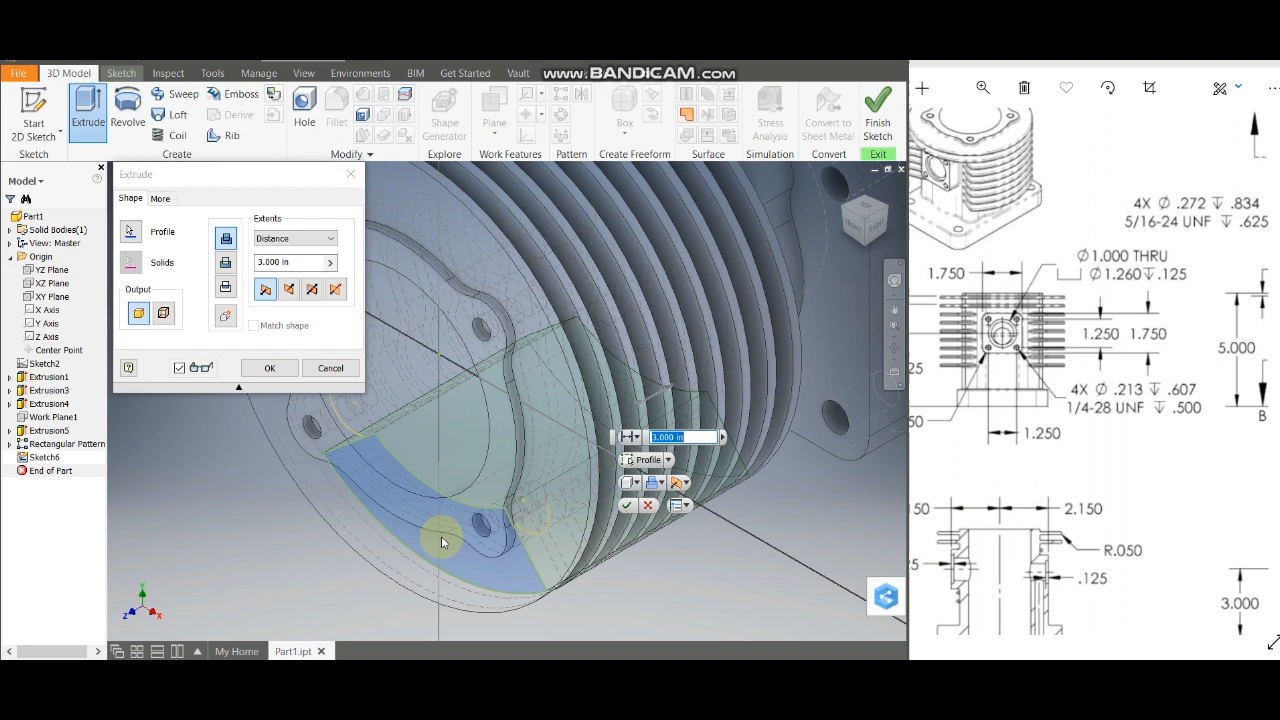 www.BANDICAM.com
File 3D Model Sketch Inspect Tools Manage View Environments BIM Get Started Vault
Start 2D Sketch
Extrude
Revolve
Sweep
Loft
Coil
Emboss
Derive
Rib
Hole
Fillet
Shape Generator
Plane
Box
Stress Analysis
Convert to Sheet Metal
Finish Sketch
Sketch Create Modify Explore Work Features Pattern Create Freeform Surface Simulation Convert Exit
Model
Part1
Solid Bodies(1)
View: Master
Origin
YZ Plane
XZ Plane
XY Plane
X Axis
Y Axis
Z Axis
Center Point
Sketch2
Extrusion1
Extrusion3
Extrusion4
Work Plane1
Extrusion5
Rectangular Pattern
Sketch6
End of Part
Extrude
Shape More
Profile
Solids
Output
Extents
Distance
3.000 in
Match shape
OK Cancel
FRONT
3.000 in
Profile
Y
Z
X
My Home Part1.ipt
4X Ø .272 ↧ .834
5/16-24 UNF ↧ .625
Ø1.000 THRU
⌴ Ø1.260↧.125
1.750
1.250
1.750
5.000
25
4X Ø .213 ↧ .607
1/4-28 UNF ↧ .500
50
1.250
B
150
2.150
R.050
5
.125
3.000